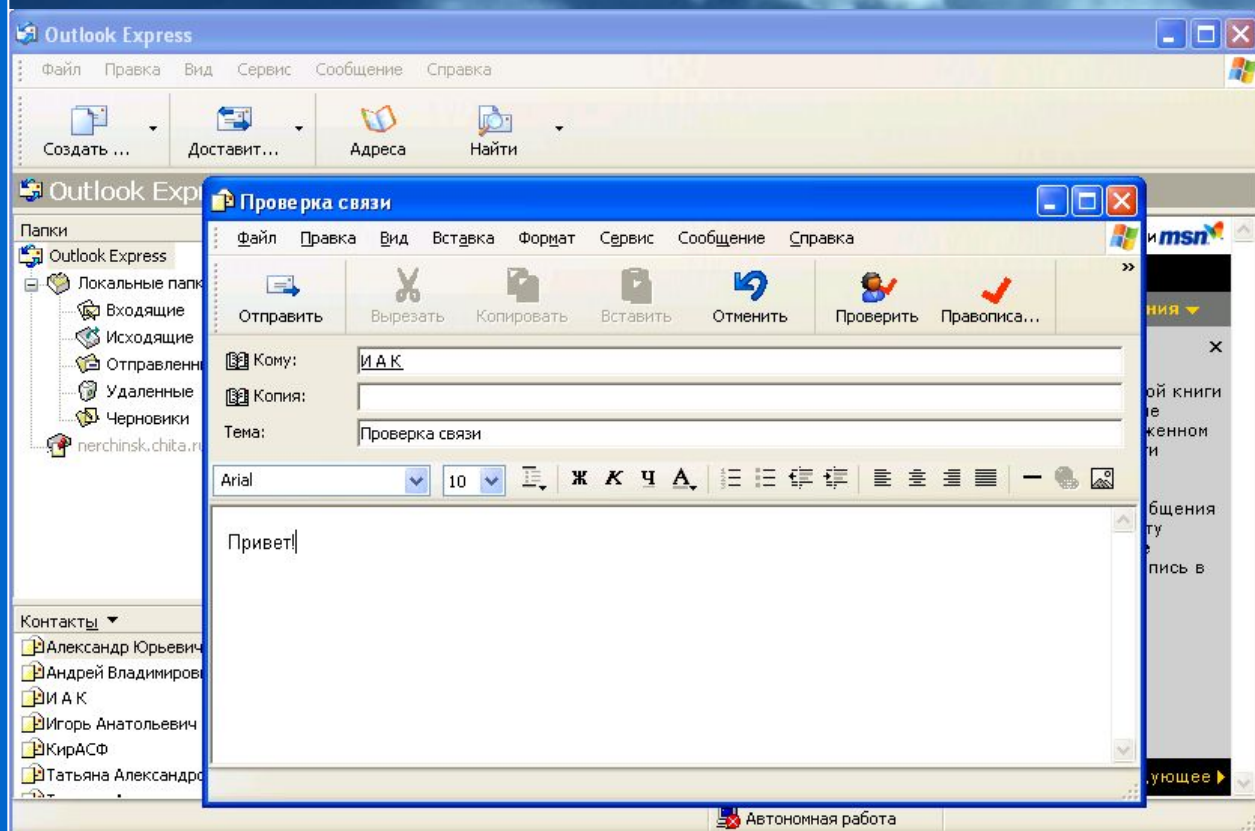 Outlook Express
Файл Правка Вид Сервис Сообщение Справка
Создать ... Доставит... Адреса Найти
Outlook Exp
Папки
Outlook Express
Локальные папк
Входящие
Исходящие
Отправленн
Удаленные
Черновики
nerchinsk.chita.ru
Контакты
Александр Юрьевич
Андрей Владимиров
И А К
Игорь Анатольевич
КирАСФ
Татьяна Александро
Проверка связи
Файл Правка Вид Вставка Формат Сервис Сообщение Справка
Отправить Вырезать Копировать Вставить Отменить Проверить Правописа... »
Кому: И А К
Копия:
Тема: Проверка связи
Arial 10 Ж К Ч А
Привет!
и msn
ния
ой книги
ие
женном
и
бщения
ту
пись в
ующее
Автономная работа